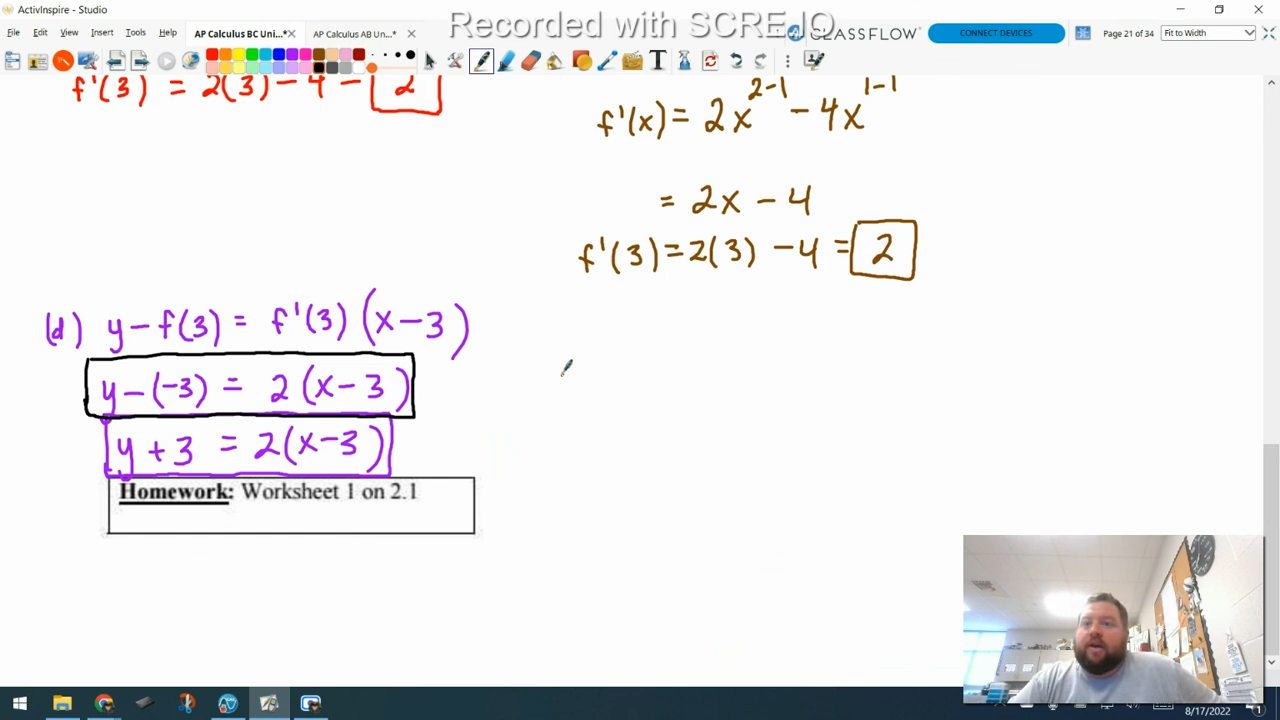 ActivInspire - Studio
Recorded with SCRE.IO
AP Calculus BC Uni...*
AP Calculus AB Un...*
CLASSFLOW
CONNECT DEVICES
Page 21 of 34
Fit to Width
File Edit View Insert Tools Help
f'(3) = 2(3) - 4 - 2
f'(x) = 2x^{2-1} - 4x^{1-1}
= 2x - 4
f'(3) = 2(3) - 4 = 2
(d) y - f(3) = f'(3) (x - 3)
y - (-3) = 2 (x - 3)
y + 3 = 2(x - 3)
Homework: Worksheet 1 on 2.1
8/17/2022